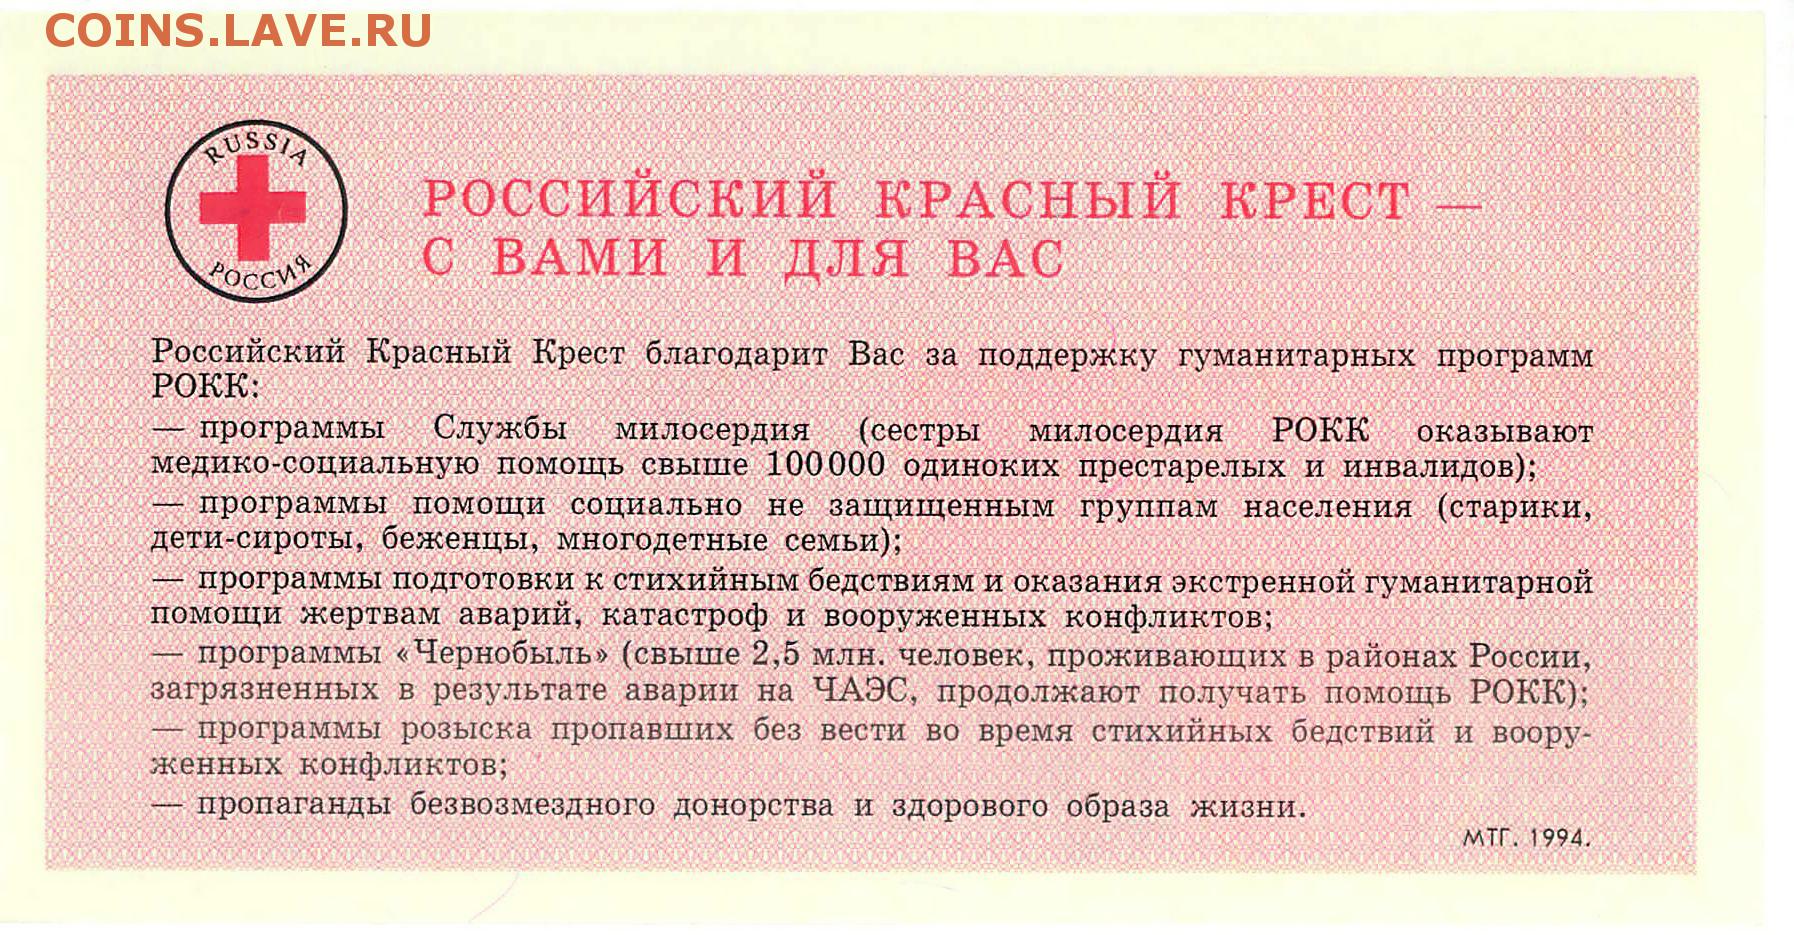 COINS.LAVE.RU
RUSSIA
РОССИЯ
РОССИЙСКИЙ КРАСНЫЙ КРЕСТ —
С ВАМИ И ДЛЯ ВАС
Российский Красный Крест благодарит Вас за поддержку гуманитарных программ
РОКК:
— программы Службы милосердия (сестры милосердия РОКК оказывают
медико-социальную помощь свыше 100000 одиноких престарелых и инвалидов);
— программы помощи социально не защищенным группам населения (старики,
дети-сироты, беженцы, многодетные семьи);
— программы подготовки к стихийным бедствиям и оказания экстренной гуманитарной
помощи жертвам аварий, катастроф и вооруженных конфликтов;
— программы «Чернобыль» (свыше 2,5 млн. человек, проживающих в районах России,
загрязненных в результате аварии на ЧАЭС, продолжают получать помощь РОКК);
— программы розыска пропавших без вести во время стихийных бедствий и воору-
женных конфликтов;
— пропаганды безвозмездного донорства и здорового образа жизни.
МТГ. 1994.